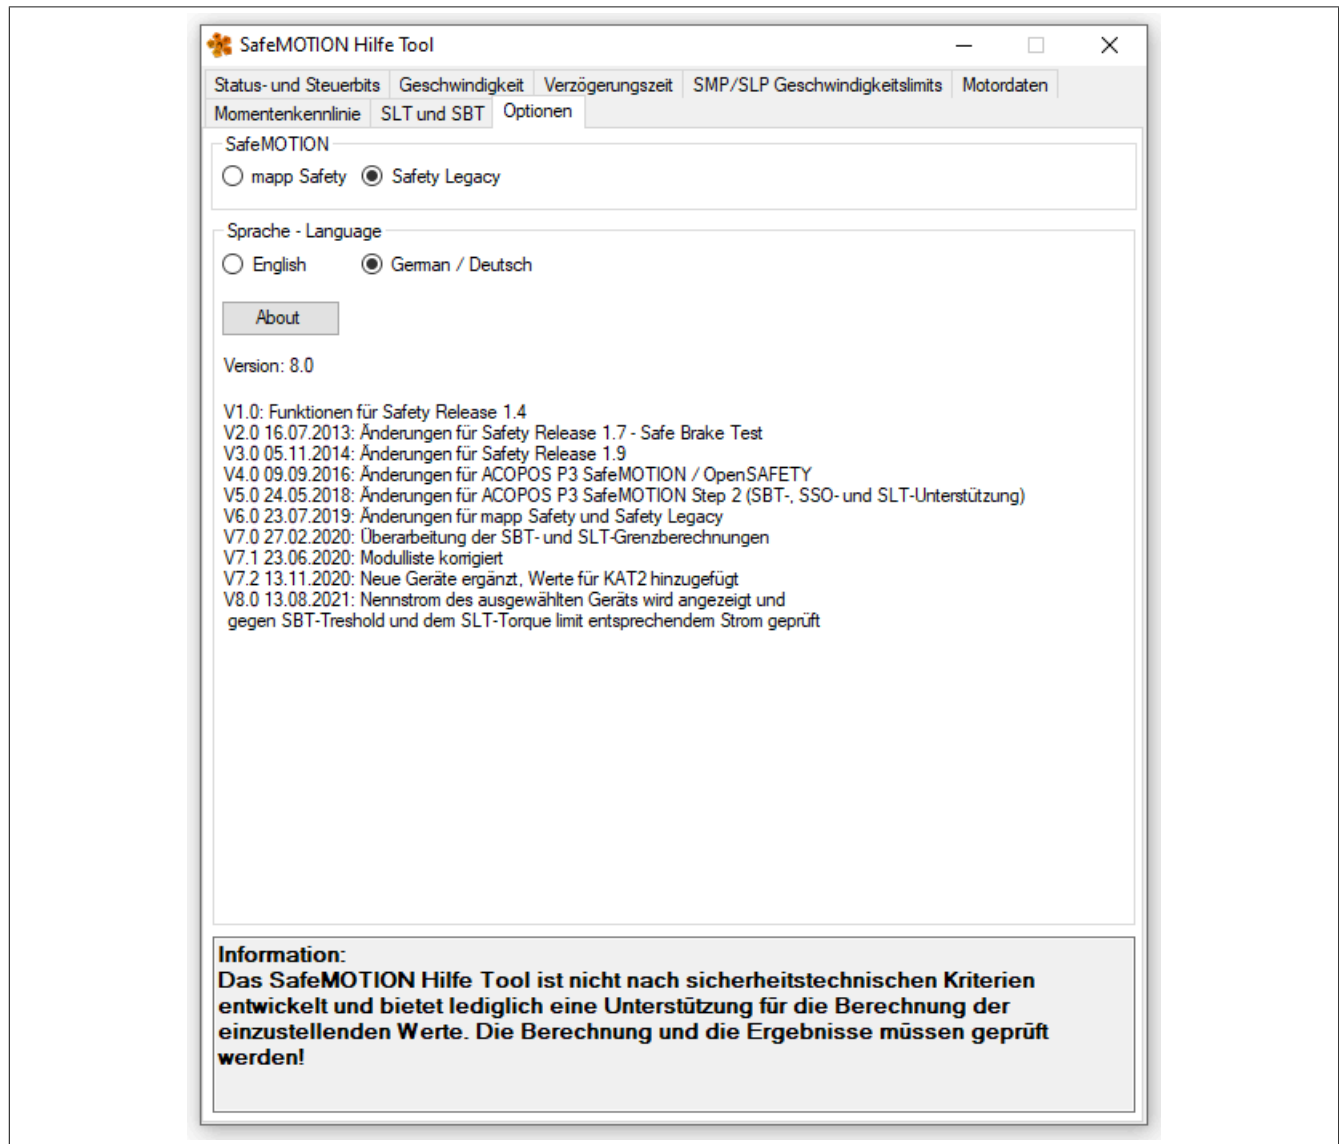 SafeMOTION Hilfe Tool
Status- und Steuerbits Geschwindigkeit Verzögerungszeit SMP/SLP Geschwindigkeitslimits Motordaten
Momentenkennlinie SLT und SBT Optionen
SafeMOTION
mapp Safety Safety Legacy
Sprache - Language
English German / Deutsch
About
Version: 8.0
V1.0: Funktionen für Safety Release 1.4
V2.0 16.07.2013: Änderungen für Safety Release 1.7 - Safe Brake Test
V3.0 05.11.2014: Änderungen für Safety Release 1.9
V4.0 09.09.2016: Änderungen für ACOPOS P3 SafeMOTION / OpenSAFETY
V5.0 24.05.2018: Änderungen für ACOPOS P3 SafeMOTION Step 2 (SBT-, SSO- und SLT-Unterstützung)
V6.0 23.07.2019: Änderungen für mapp Safety und Safety Legacy
V7.0 27.02.2020: Überarbeitung der SBT- und SLT-Grenzberechnungen
V7.1 23.06.2020: Modulliste korrigiert
V7.2 13.11.2020: Neue Geräte ergänzt, Werte für KAT2 hinzugefügt
V8.0 13.08.2021: Nennstrom des ausgewählten Geräts wird angezeigt und
gegen SBT-Treshold und dem SLT-Torque limit entsprechendem Strom geprüft
Information:
Das SafeMOTION Hilfe Tool ist nicht nach sicherheitstechnischen Kriterien
entwickelt und bietet lediglich eine Unterstützung für die Berechnung der
einzustellenden Werte. Die Berechnung und die Ergebnisse müssen geprüft
werden!